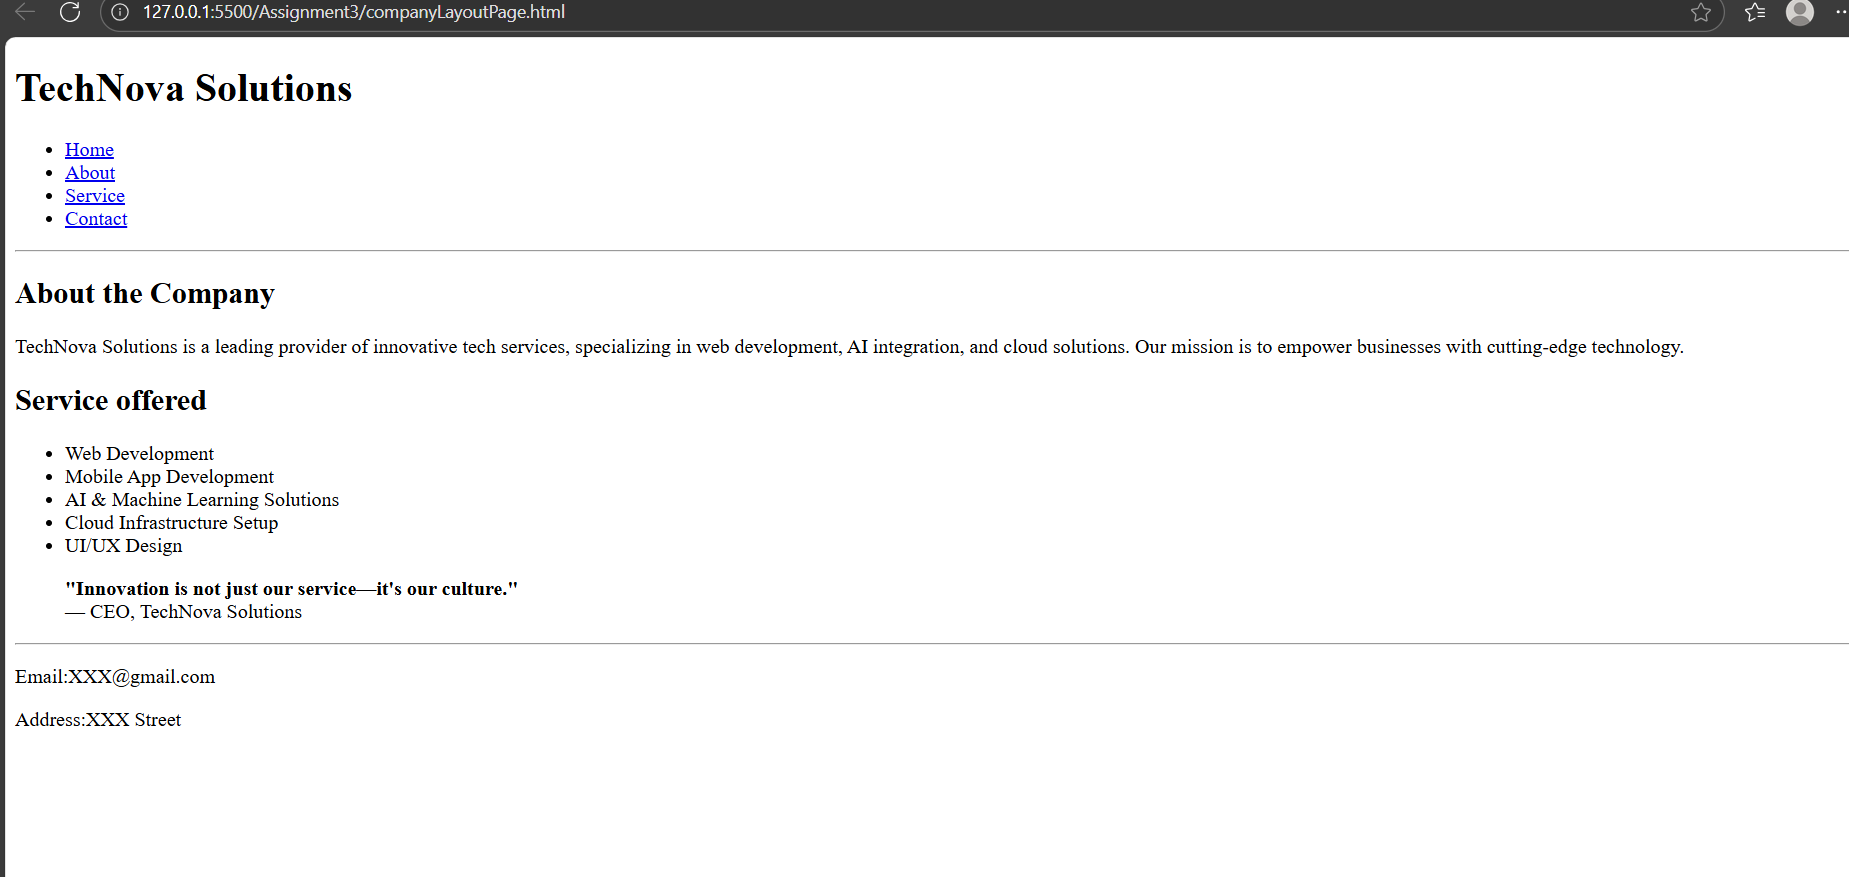 127.0.0.1:5500/Assignment3/companyLayoutPage.html
TechNova Solutions
Home
About
Service
Contact
About the Company
TechNova Solutions is a leading provider of innovative tech services, specializing in web development, AI integration, and cloud solutions. Our mission is to empower businesses with cutting-edge technology.
Service offered
Web Development
Mobile App Development
AI & Machine Learning Solutions
Cloud Infrastructure Setup
UI/UX Design
"Innovation is not just our service—it's our culture."
— CEO, TechNova Solutions
Email:XXX@gmail.com
Address:XXX Street